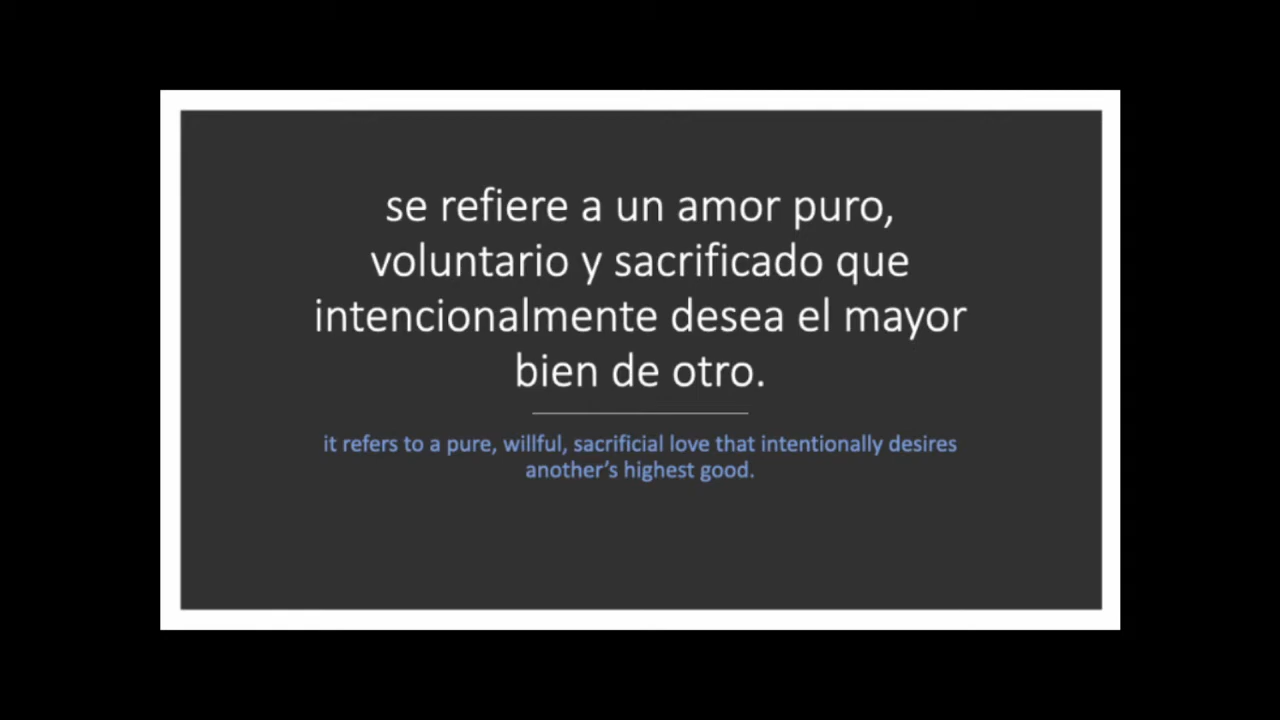 se refiere a un amor puro,
voluntario y sacrificado que
intencionalmente desea el mayor
bien de otro.
it refers to a pure, willful, sacrificial love that intentionally desires
another’s highest good.